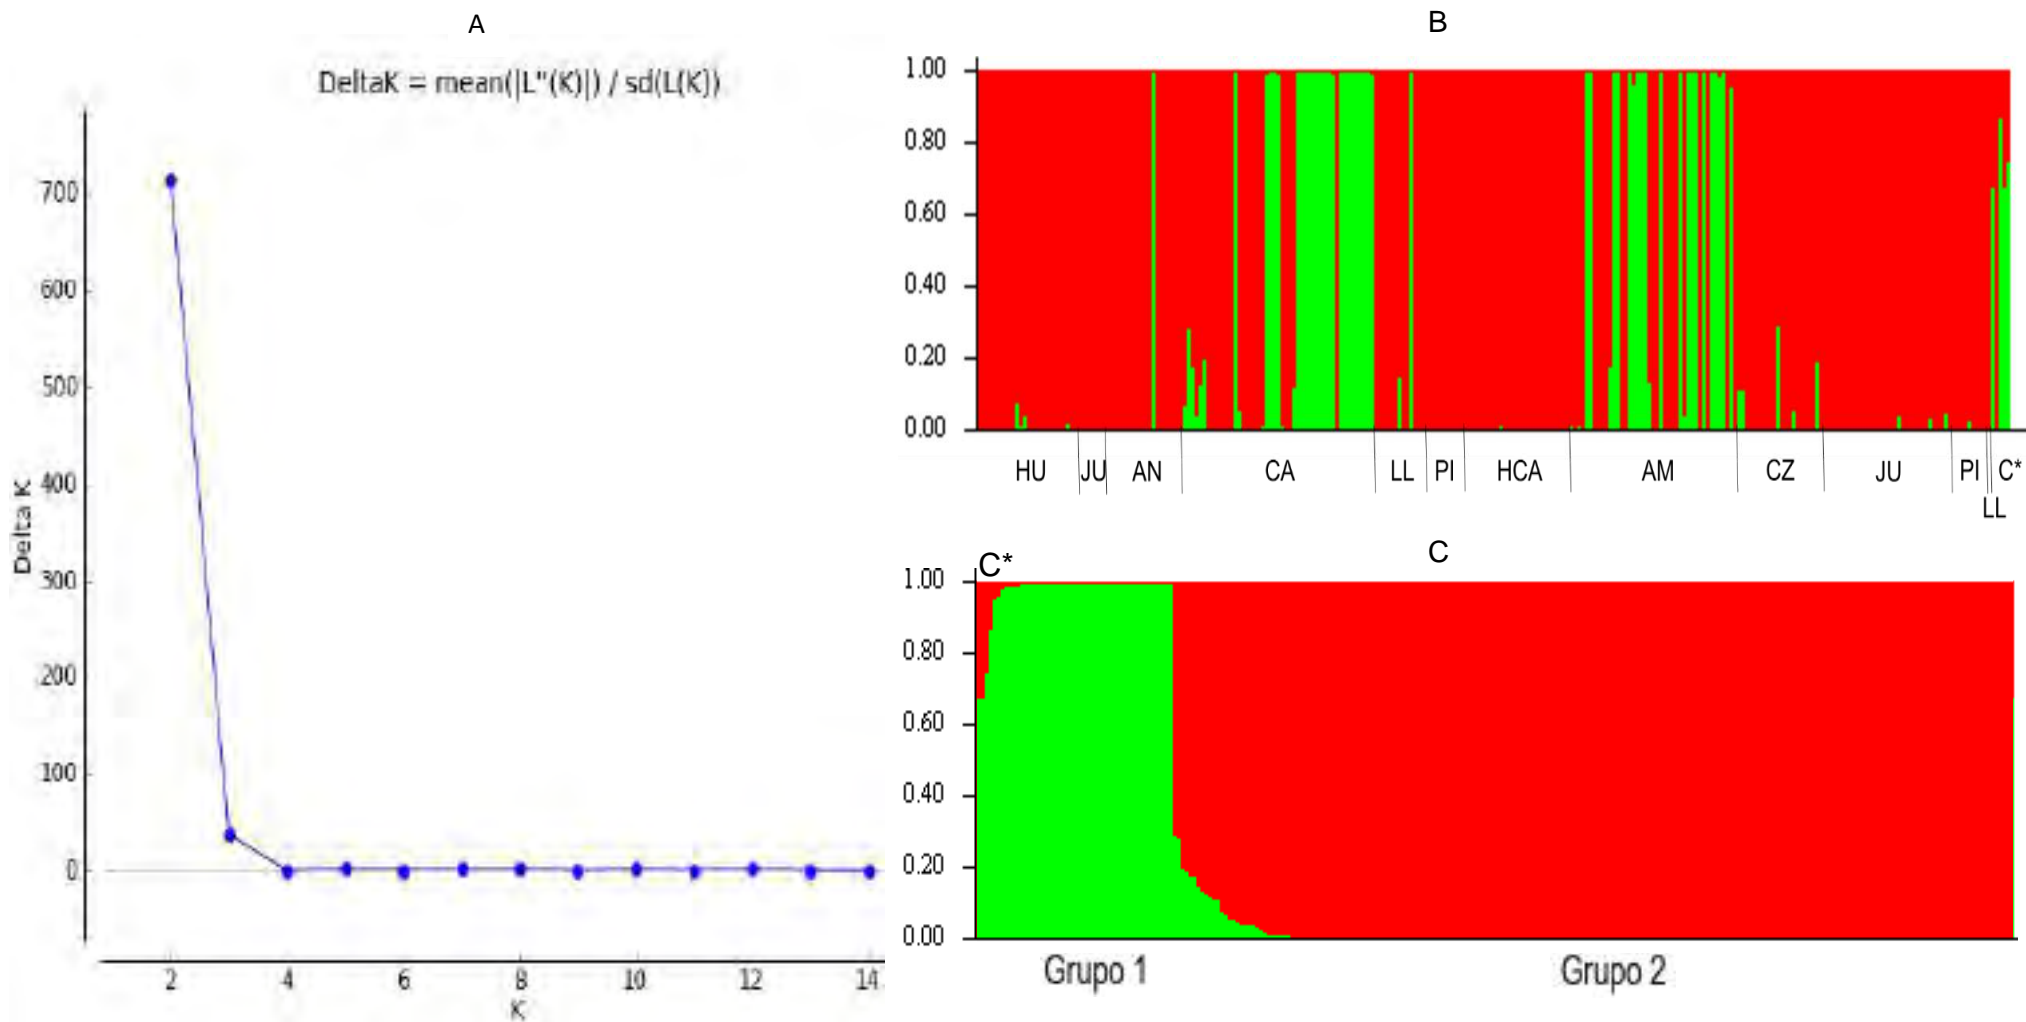 A
DeltaK = mean(|L"(K)|) / sd(L(K))
700
600
500
400
300
200
100
0
Delta K
2 4 6 8 10 12 14
K
B
1.00
0.80
0.60
0.40
0.20
0.00
HU JU AN CA LL PI HCA AM CZ JU PI C*
LL
C
C*
1.00
0.80
0.60
0.40
0.20
0.00
Grupo 1 Grupo 2